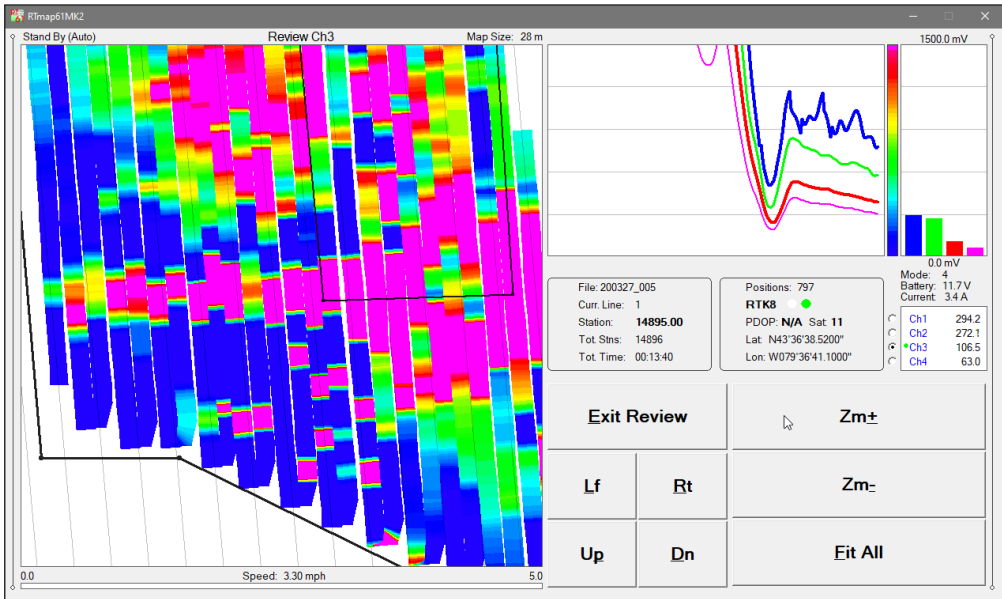 RTmap61MK2
Stand By (Auto)
Review Ch3
Map Size: 28 m
1500.0 mV
0.0 mV
Mode: 4
Battery: 11.7 V
Current: 3.4 A
File: 200327_005
Curr. Line: 1
Station: 14895.00
Tot. Stns: 14896
Tot. Time: 00:13:40
Positions: 797
RTK8
PDOP: N/A Sat: 11
Lat: N43°36'38.5200"
Lon: W079°36'41.1000"
Ch1 294.2
Ch2 272.1
Ch3 106.5
Ch4 63.0
Exit Review
Zm+
Lf
Rt
Zm-
Up
Dn
Fit All
0.0
Speed: 3.30 mph
5.0